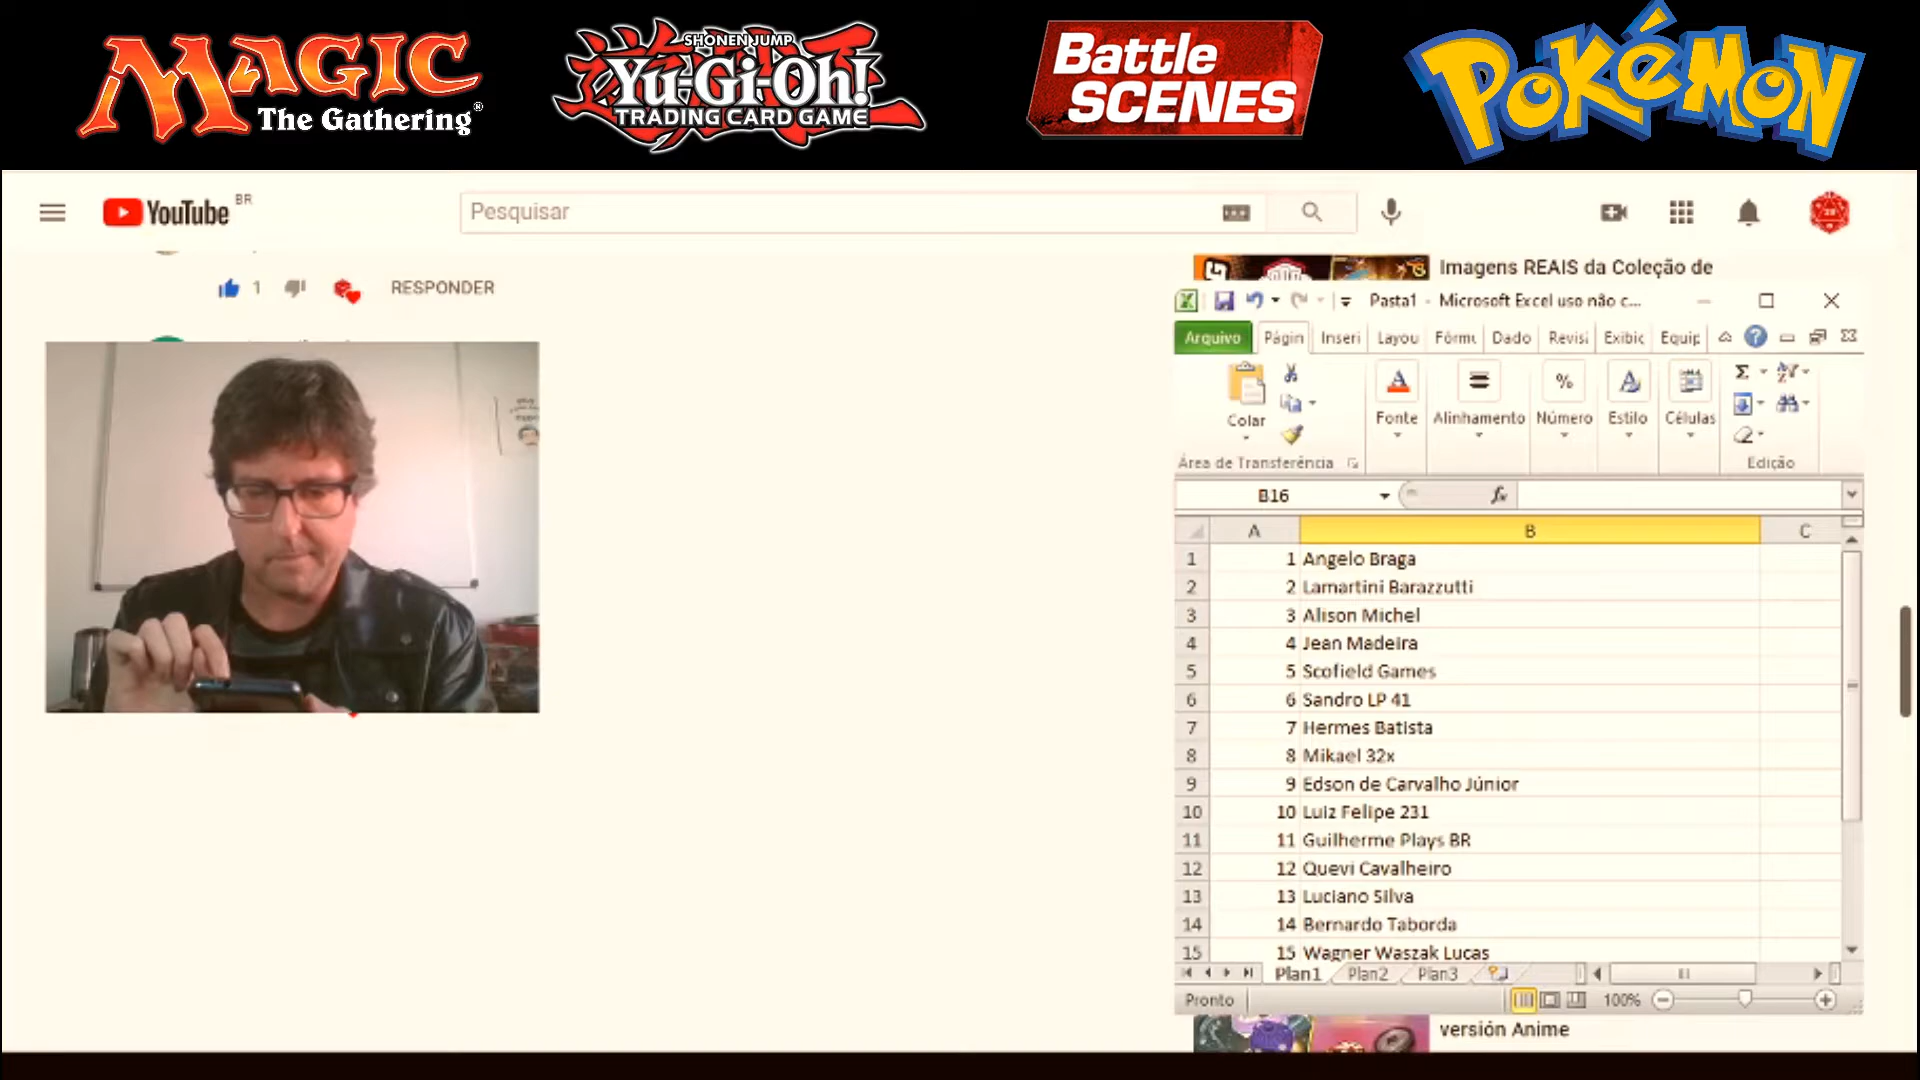 MAGIC
The Gathering®
SHONEN JUMP
Yu-Gi-Oh!
TRADING CARD GAME
Battle
SCENES
POKéMON
YouTube BR
Pesquisar
1 RESPONDER
Imagens REAIS da Coleção de
Pasta1 - Microsoft Excel uso não c...
Arquivo Págin Inseri Layou Fórmu Dado Revisi Exibic Equip
Colar
Fonte Alinhamento Número Estilo Células
Área de Transferência Edição
B16 fx
A B C
1 1 Angelo Braga
2 2 Lamartini Barazzutti
3 3 Alison Michel
4 4 Jean Madeira
5 5 Scofield Games
6 6 Sandro LP 41
7 7 Hermes Batista
8 8 Mikael 32x
9 9 Edson de Carvalho Júnior
10 10 Luiz Felipe 231
11 11 Guilherme Plays BR
12 12 Quevi Cavalheiro
13 13 Luciano Silva
14 14 Bernardo Taborda
15 15 Wagner Waszak Lucas
Plan1 Plan2 Plan3
Pronto 100%
versión Anime